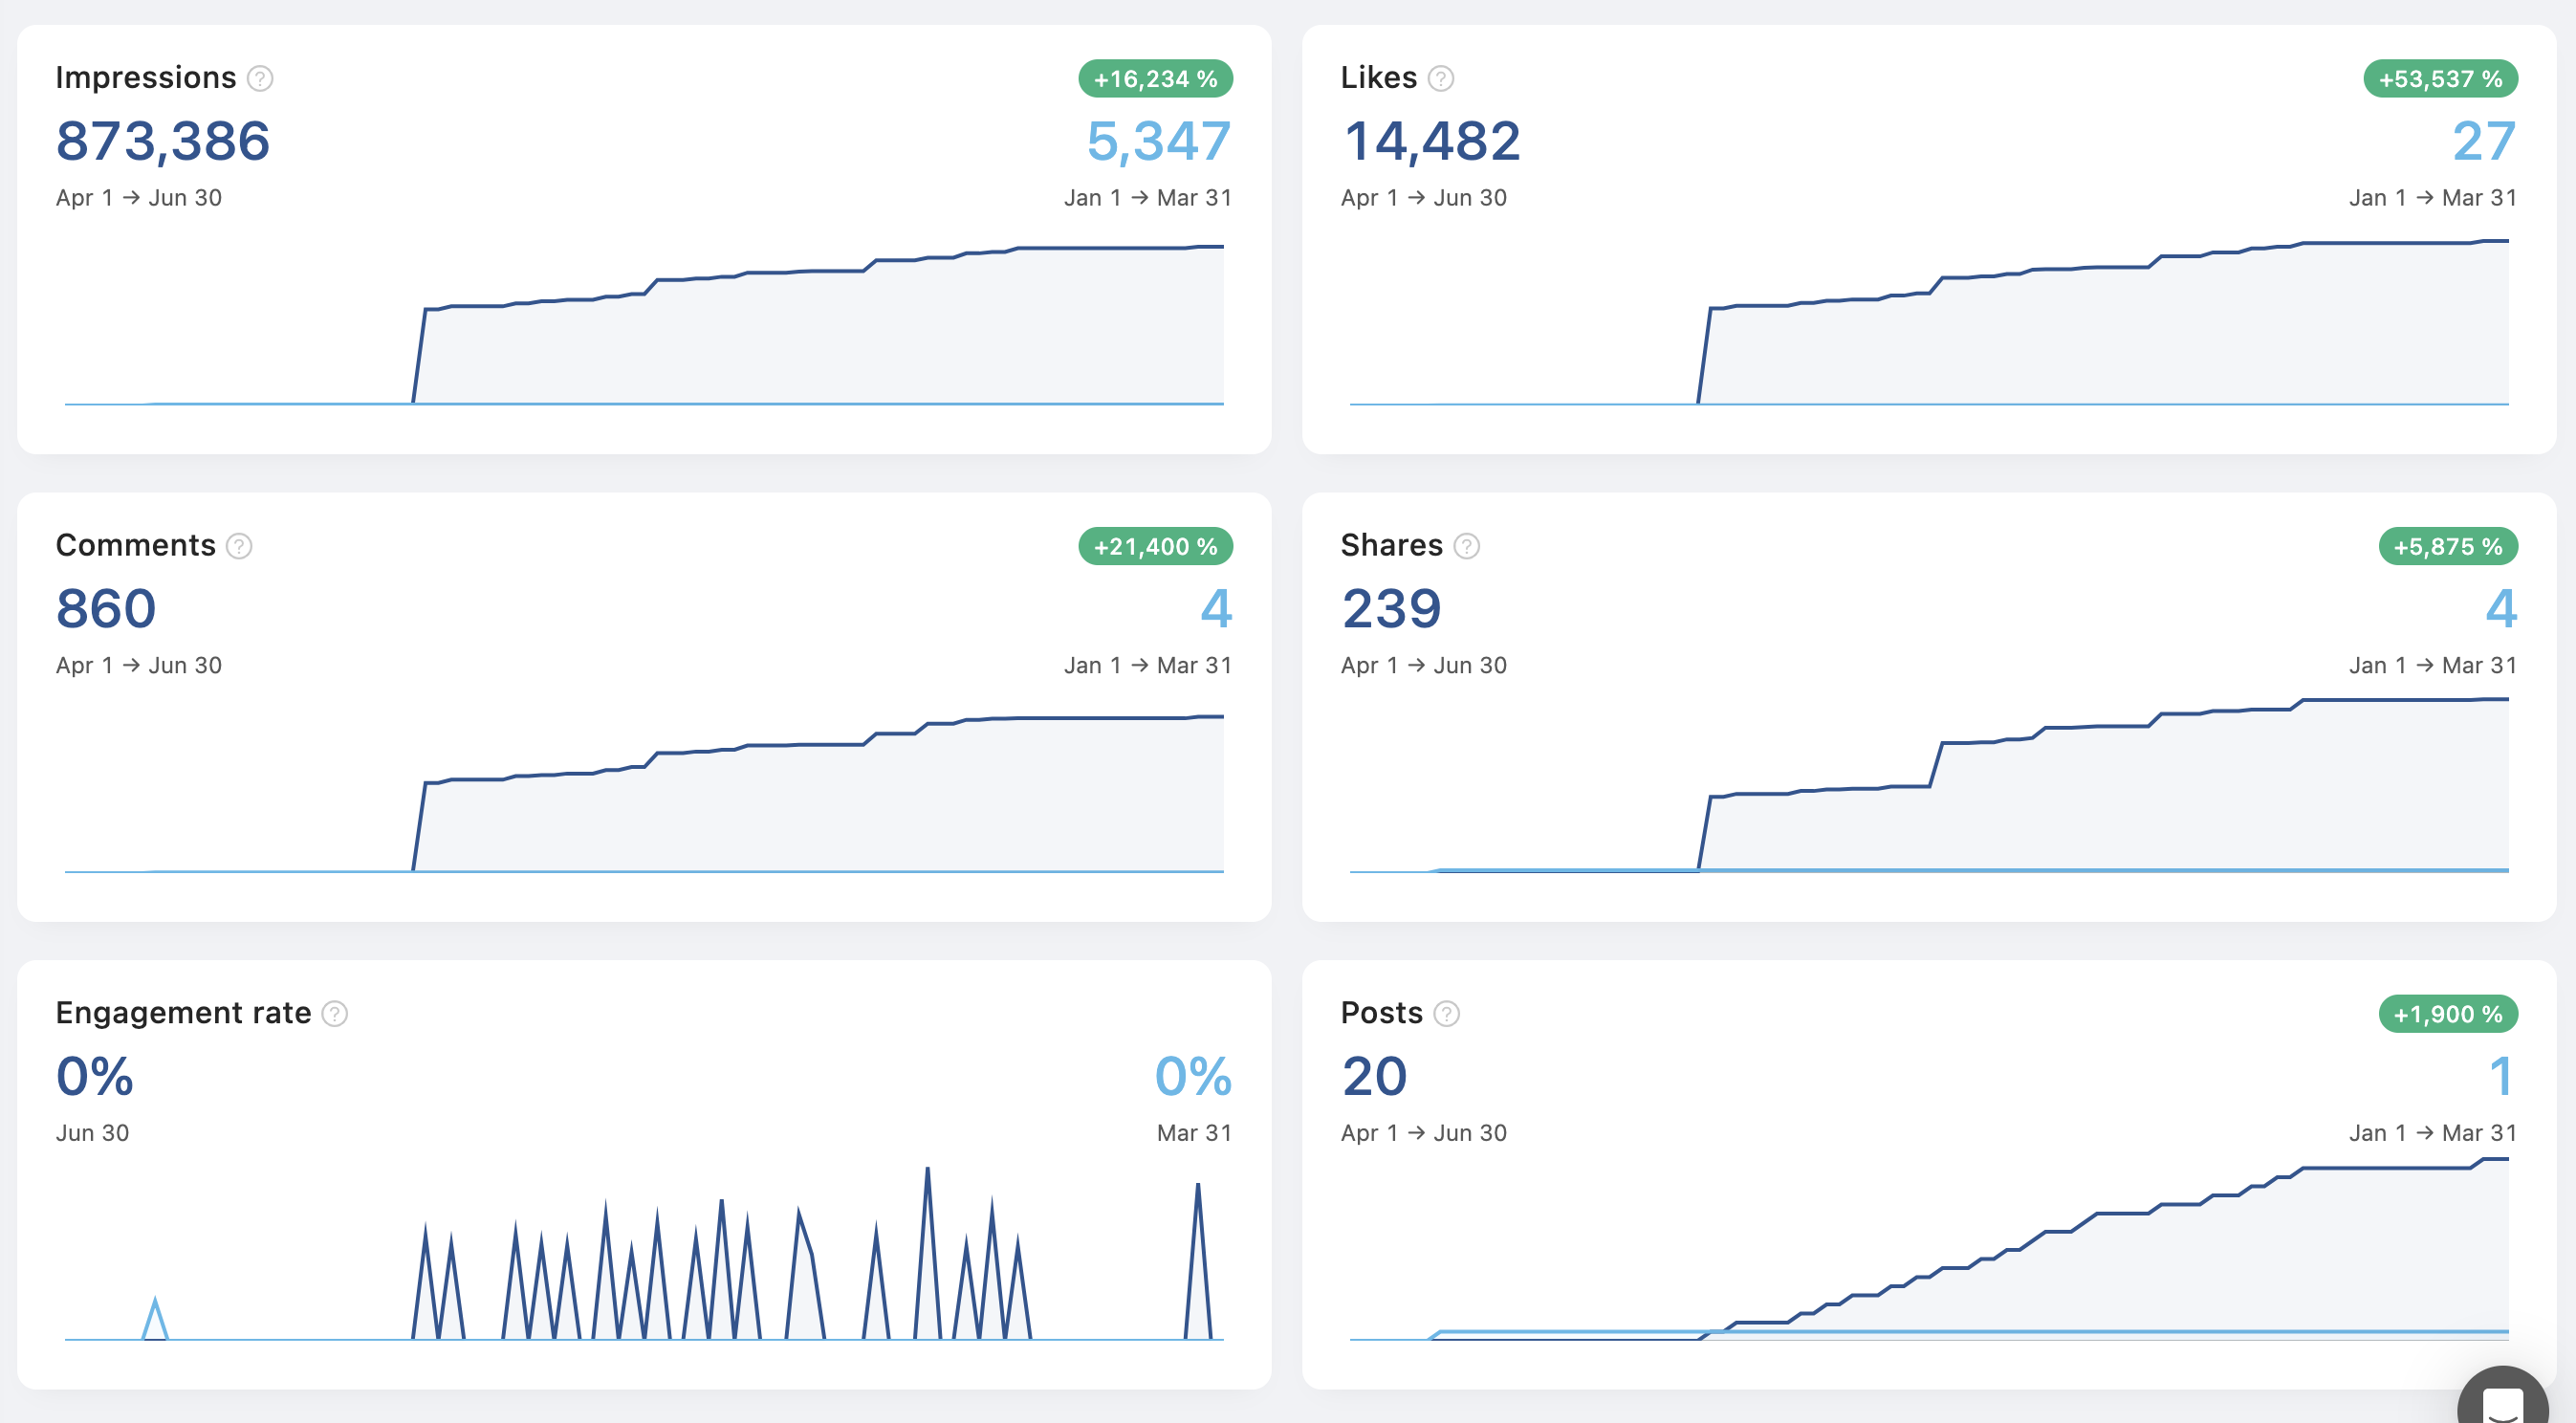 Impressions ?
+16,234 %
873,386
5,347
Apr 1 → Jun 30
Jan 1 → Mar 31
Likes ?
+53,537 %
14,482
27
Apr 1 → Jun 30
Jan 1 → Mar 31
Comments ?
+21,400 %
860
4
Apr 1 → Jun 30
Jan 1 → Mar 31
Shares ?
+5,875 %
239
4
Apr 1 → Jun 30
Jan 1 → Mar 31
Engagement rate ?
0%
0%
Jun 30
Mar 31
Posts ?
+1,900 %
20
1
Apr 1 → Jun 30
Jan 1 → Mar 31